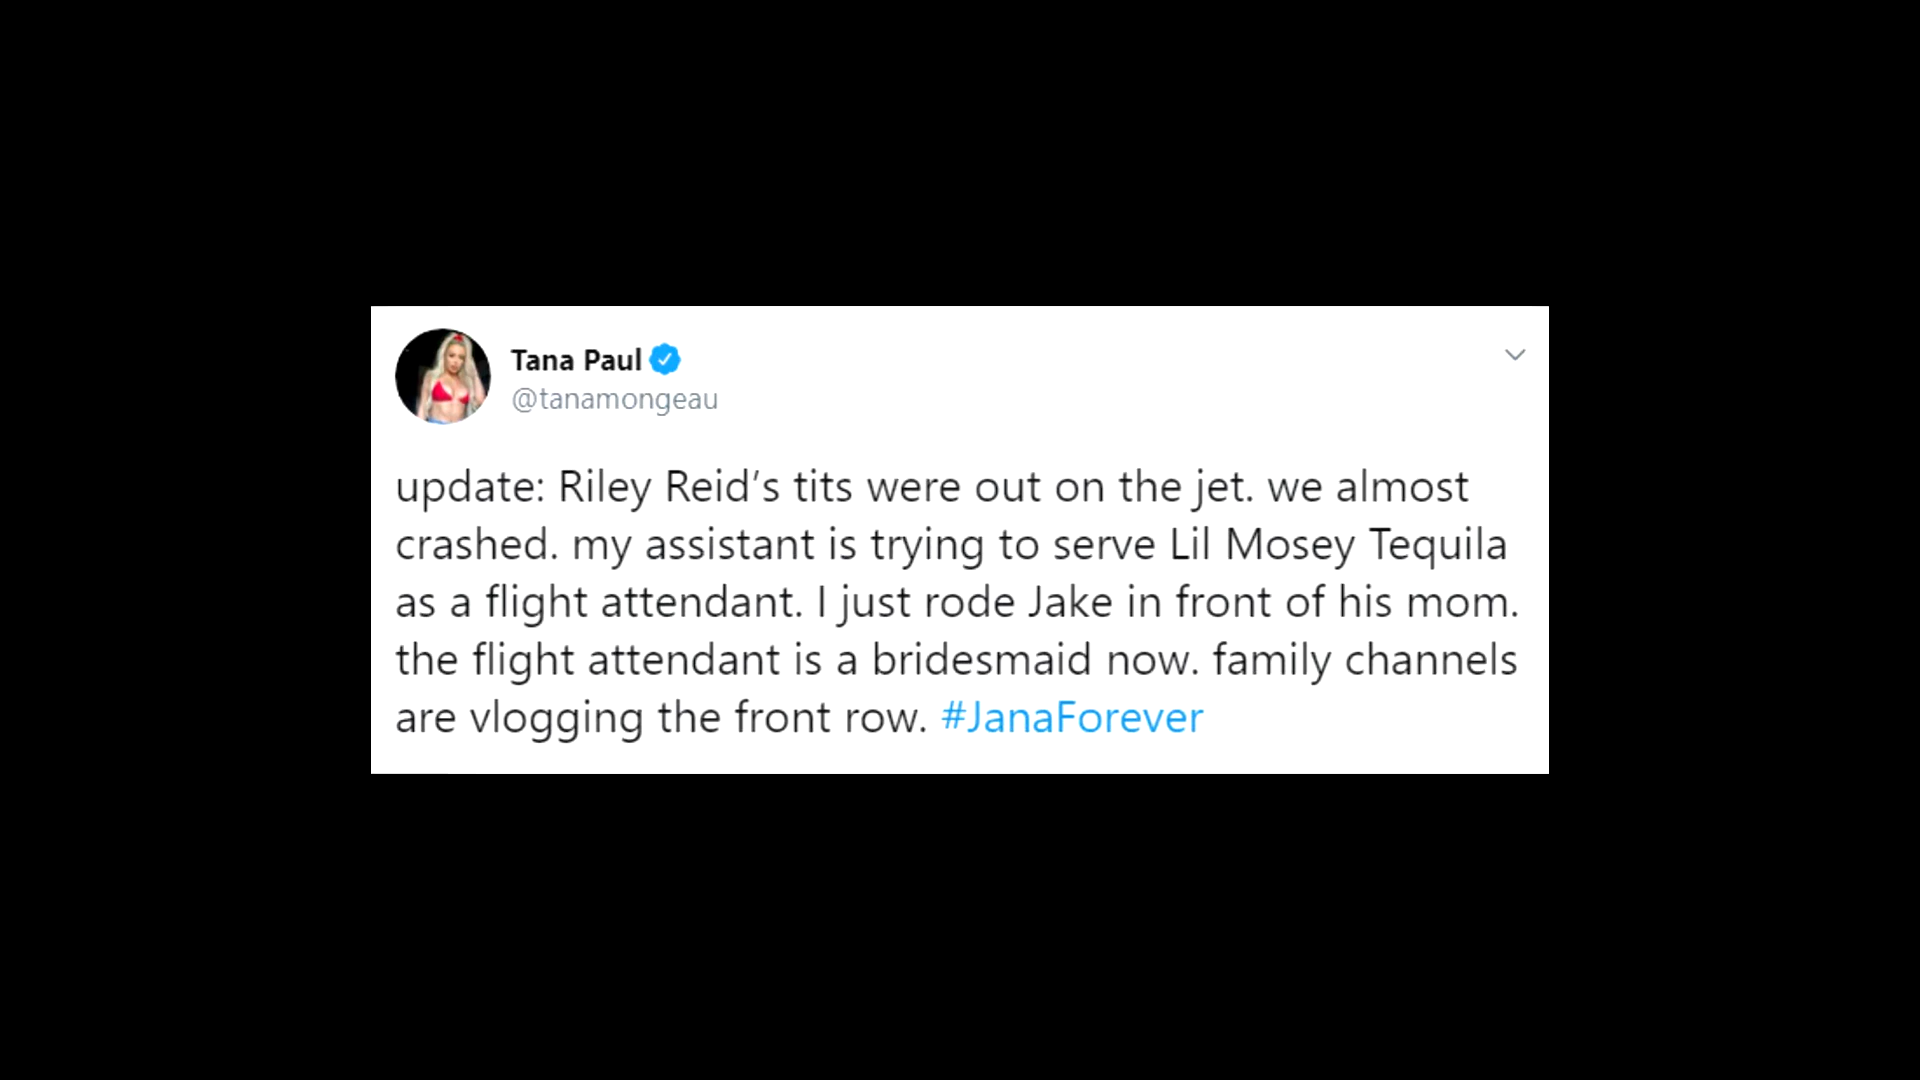 Tana Paul
@tanamongeau
update: Riley Reid’s tits were out on the jet. we almost
crashed. my assistant is trying to serve Lil Mosey Tequila
as a flight attendant. I just rode Jake in front of his mom.
the flight attendant is a bridesmaid now. family channels
are vlogging the front row. #JanaForever